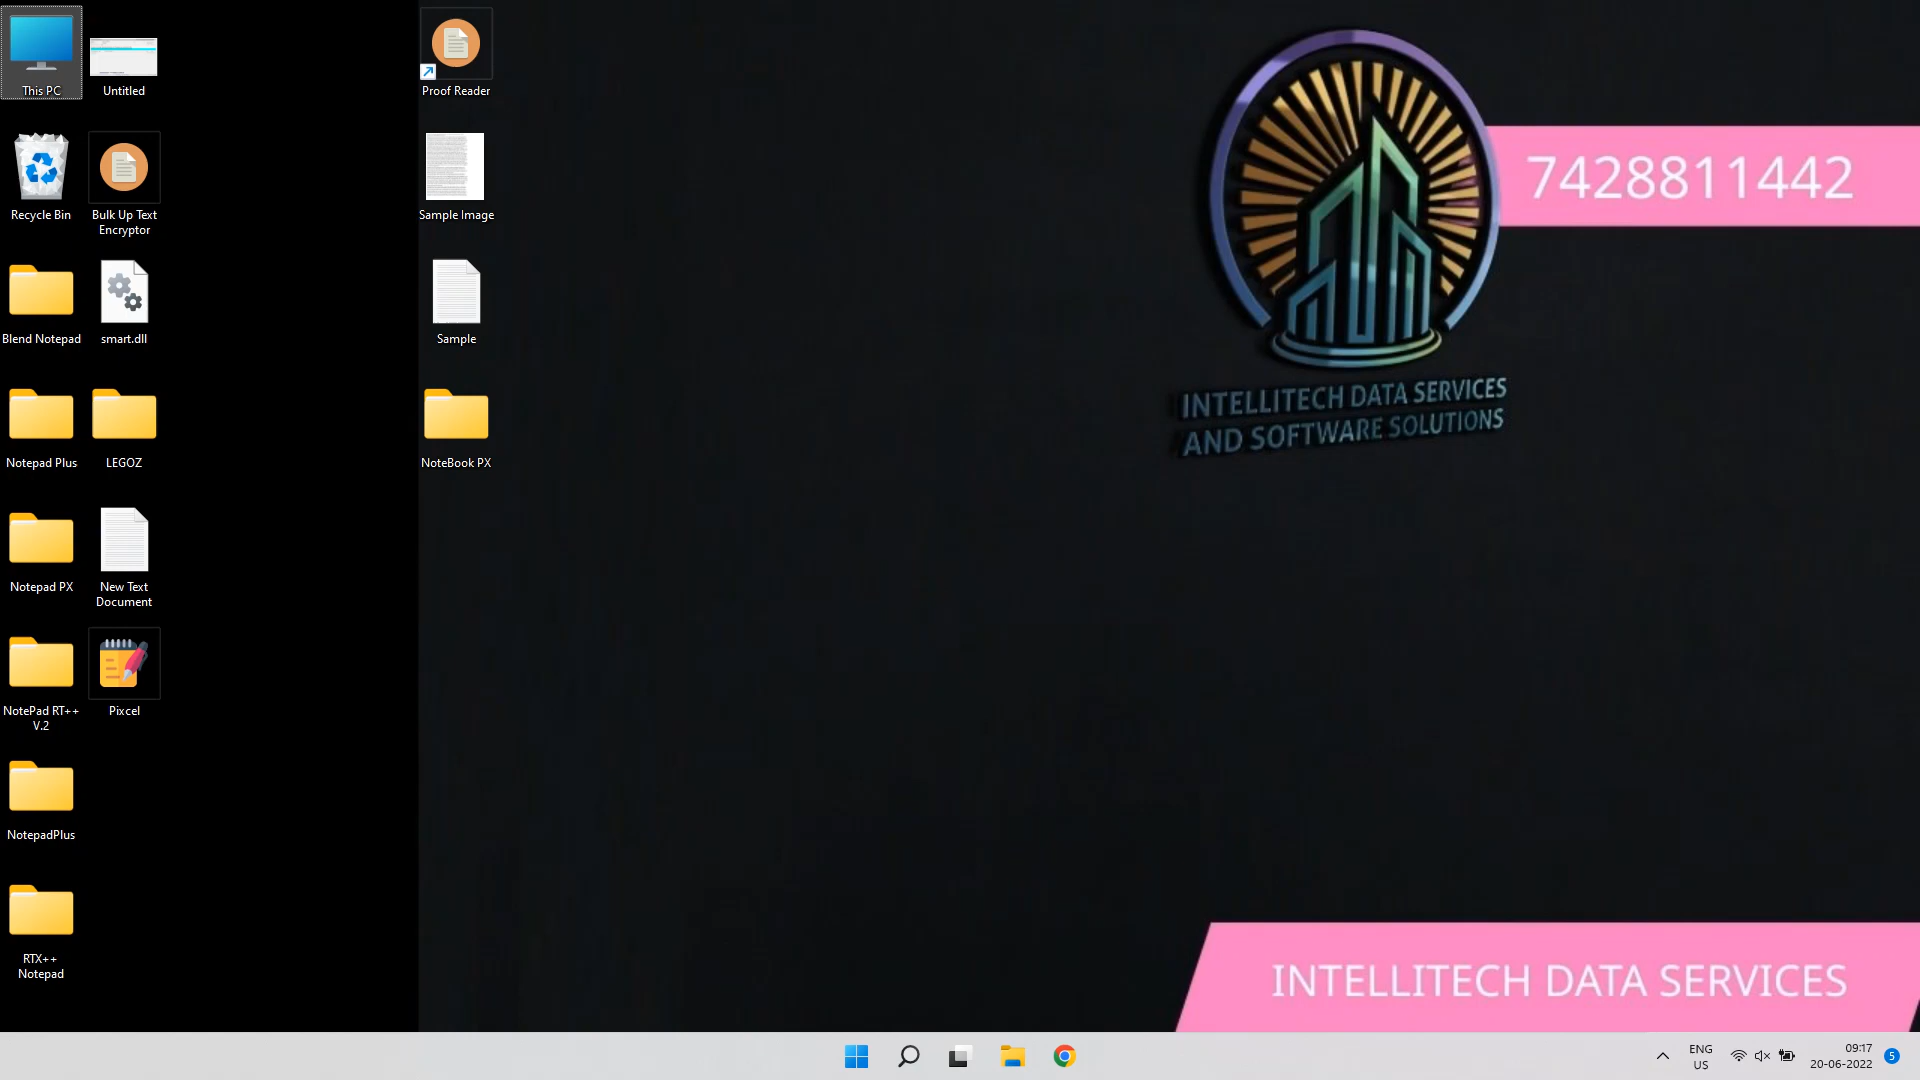 This PC
Untitled
Proof Reader
Recycle Bin
Bulk Up Text
Encryptor
Sample Image
Blend Notepad
smart.dll
Sample
Notepad Plus
LEGOZ
NoteBook PX
Notepad PX
New Text
Document
NotePad RT++
V.2
Pixcel
NotepadPlus
RTX++
Notepad
7428811442
INTELLITECH DATA SERVICES
AND SOFTWARE SOLUTIONS
INTELLITECH DATA SERVICES
ENG
US
09:17
20-06-2022
5